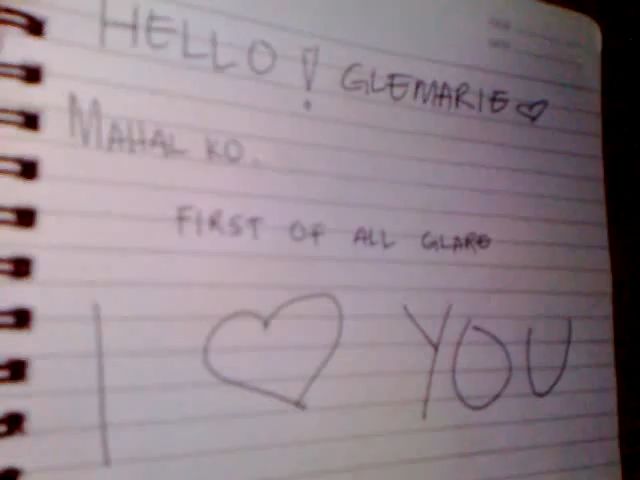 HELLO! GLEMARIE
MAHAL KO.
FIRST OF ALL GLARE
I ♡ YOU